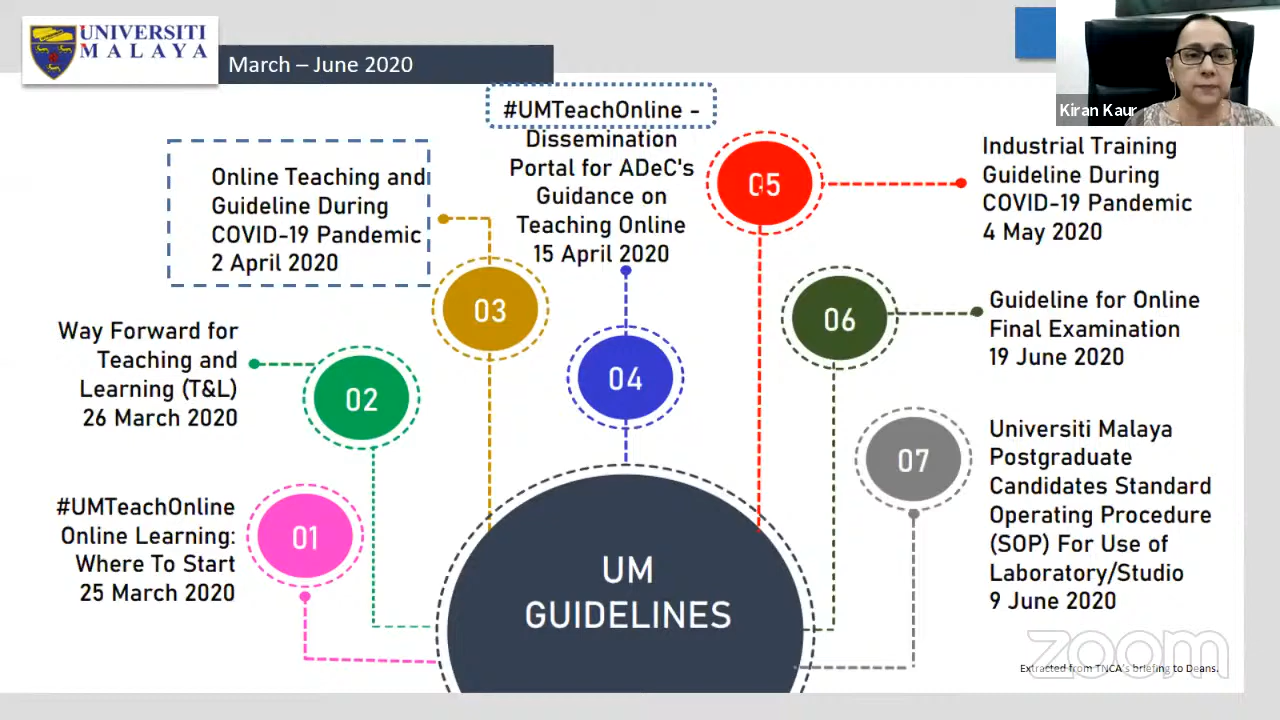 UNIVERSITI
MALAYA
March – June 2020
Kiran Kaur
#UMTeachOnline
Online Learning:
Where To Start
25 March 2020
01
Way Forward for
Teaching and
Learning (T&L)
26 March 2020
02
Online Teaching and
Guideline During
COVID-19 Pandemic
2 April 2020
03
#UMTeachOnline -
Dissemination
Portal for ADeC's
Guidance on
Teaching Online
15 April 2020
04
05
Industrial Training
Guideline During
COVID-19 Pandemic
4 May 2020
06
Guideline for Online
Final Examination
19 June 2020
07
Universiti Malaya
Postgraduate
Candidates Standard
Operating Procedure
(SOP) For Use of
Laboratory/Studio
9 June 2020
UM
GUIDELINES
zoom
Extracted from TNCA's briefing to Deans.